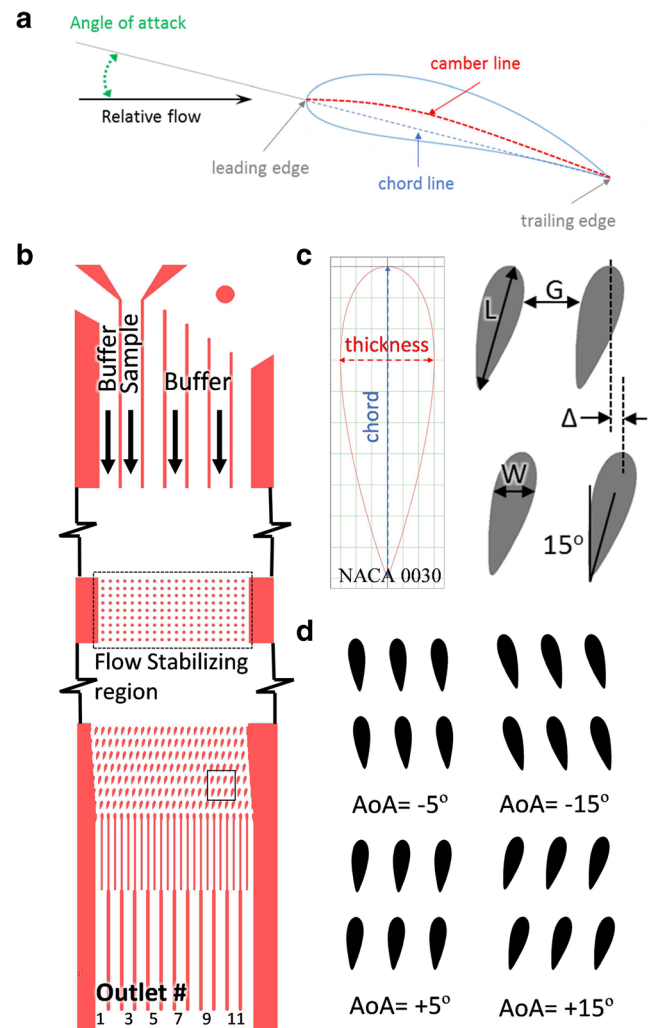 a
Angle of attack
Relative flow
camber line
leading edge
chord line
trailing edge
b
Buffer
Sample
Buffer
Flow Stabilizing
region
Outlet #
1 3 5 7 9 11
c
thickness
chord
NACA 0030
L
G
Δ
W
15°
d
AoA= -5°
AoA= -15°
AoA= +5°
AoA= +15°